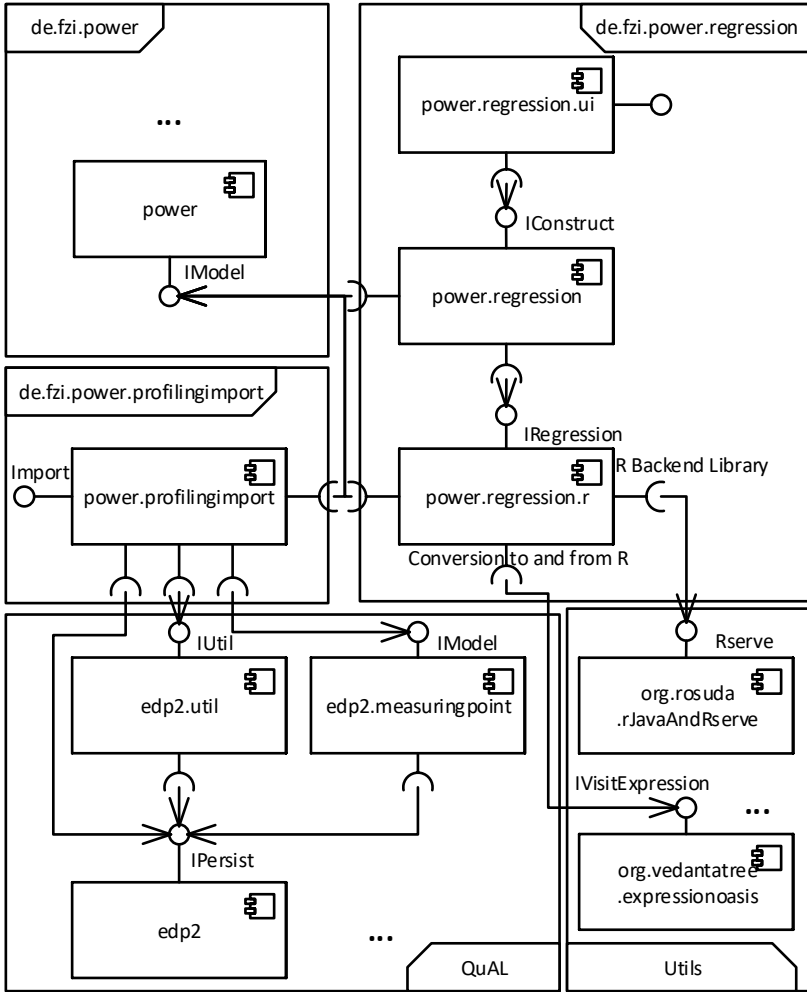 de.fzi.power
de.fzi.power.regression
power.regression.ui
...
power
IConstruct
IModel
power.regression
de.fzi.power.profilingimport
IRegression
Import
R Backend Library
power.profilingimport
power.regression.r
Conversion to and from R
IUtil
IModel
Rserve
edp2.util
edp2.measuringpoint
org.rosuda
.rJavaAndRserve
IVisitExpression
...
IPersist
org.vedantatree
.expressionoasis
edp2
...
QuAL
Utils